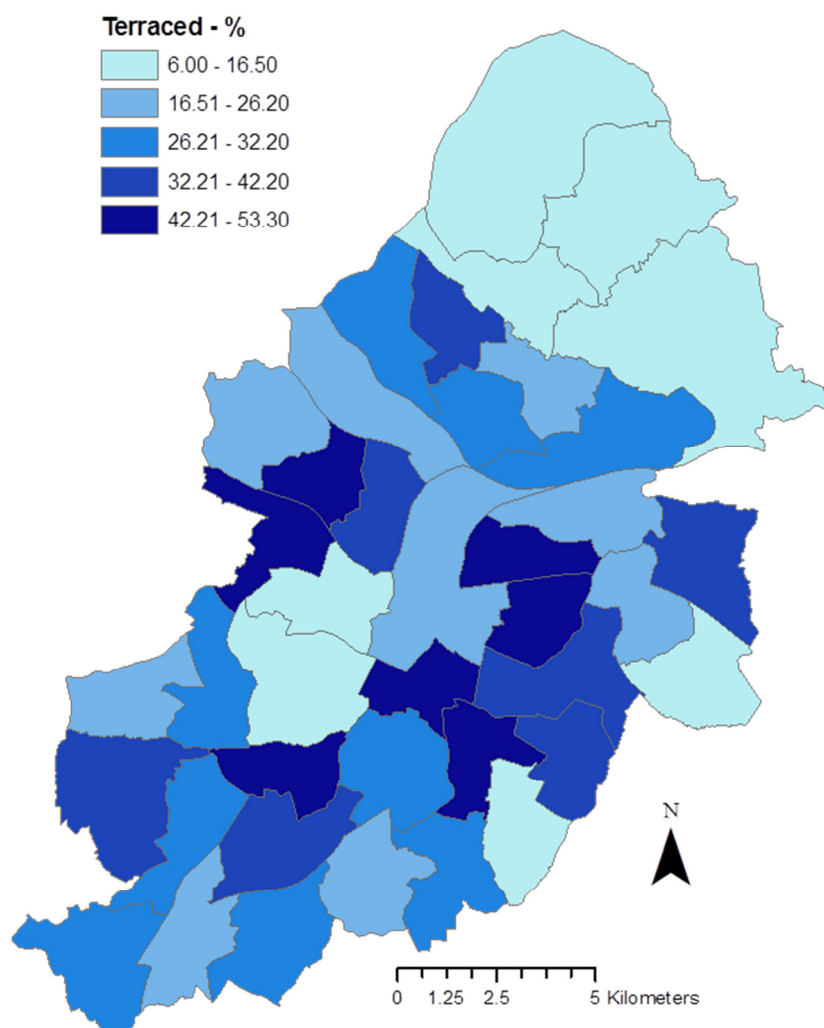 Terraced - %
6.00 - 16.50
16.51 - 26.20
26.21 - 32.20
32.21 - 42.20
42.21 - 53.30
N
0 1.25 2.5 5 Kilometers